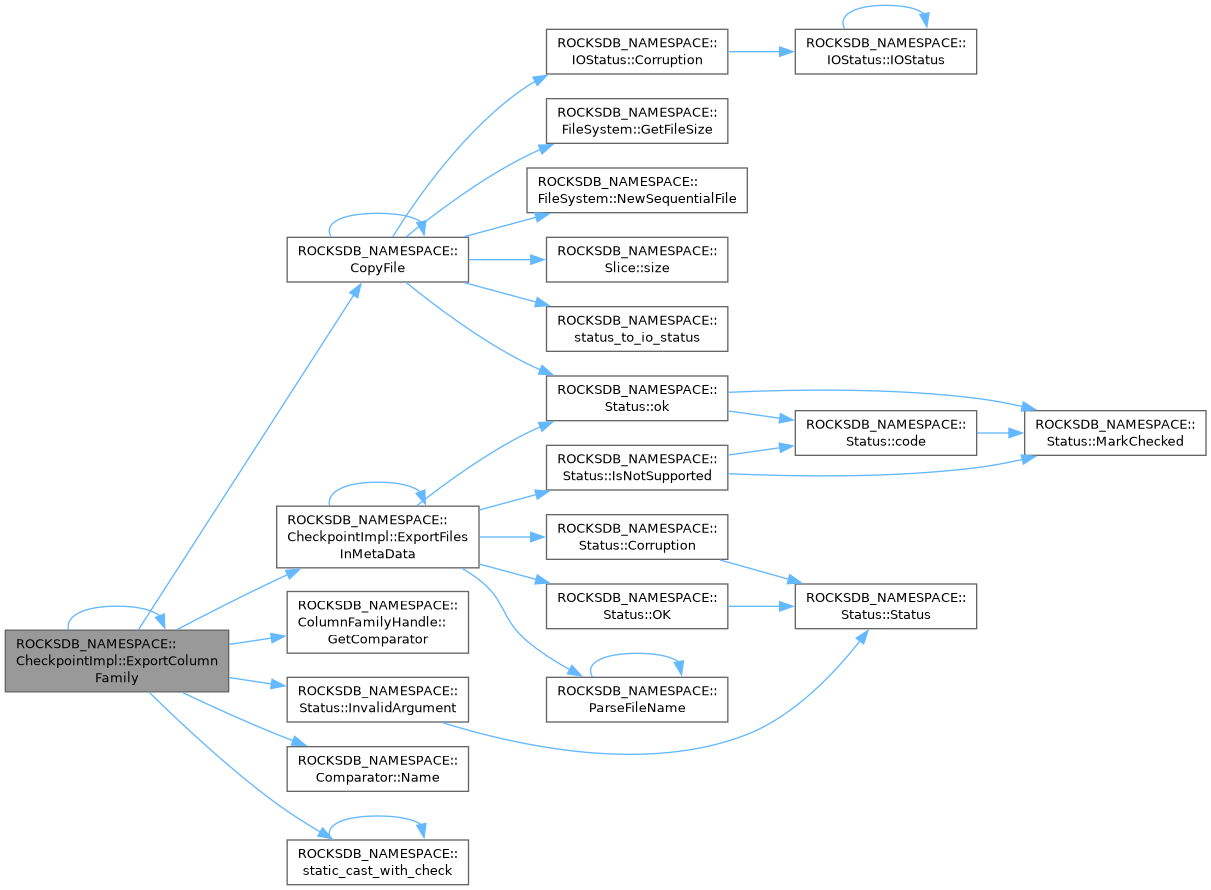 ROCKSDB_NAMESPACE::
CheckpointImpl::ExportColumn
Family
ROCKSDB_NAMESPACE::
CopyFile
ROCKSDB_NAMESPACE::
CheckpointImpl::ExportFiles
InMetaData
ROCKSDB_NAMESPACE::
ColumnFamilyHandle::
GetComparator
ROCKSDB_NAMESPACE::
Status::InvalidArgument
ROCKSDB_NAMESPACE::
Comparator::Name
ROCKSDB_NAMESPACE::
static_cast_with_check
ROCKSDB_NAMESPACE::
IOStatus::Corruption
ROCKSDB_NAMESPACE::
FileSystem::GetFileSize
ROCKSDB_NAMESPACE::
FileSystem::NewSequentialFile
ROCKSDB_NAMESPACE::
Slice::size
ROCKSDB_NAMESPACE::
status_to_io_status
ROCKSDB_NAMESPACE::
Status::ok
ROCKSDB_NAMESPACE::
Status::IsNotSupported
ROCKSDB_NAMESPACE::
Status::Corruption
ROCKSDB_NAMESPACE::
Status::OK
ROCKSDB_NAMESPACE::
ParseFileName
ROCKSDB_NAMESPACE::
IOStatus::IOStatus
ROCKSDB_NAMESPACE::
Status::code
ROCKSDB_NAMESPACE::
Status::Status
ROCKSDB_NAMESPACE::
Status::MarkChecked